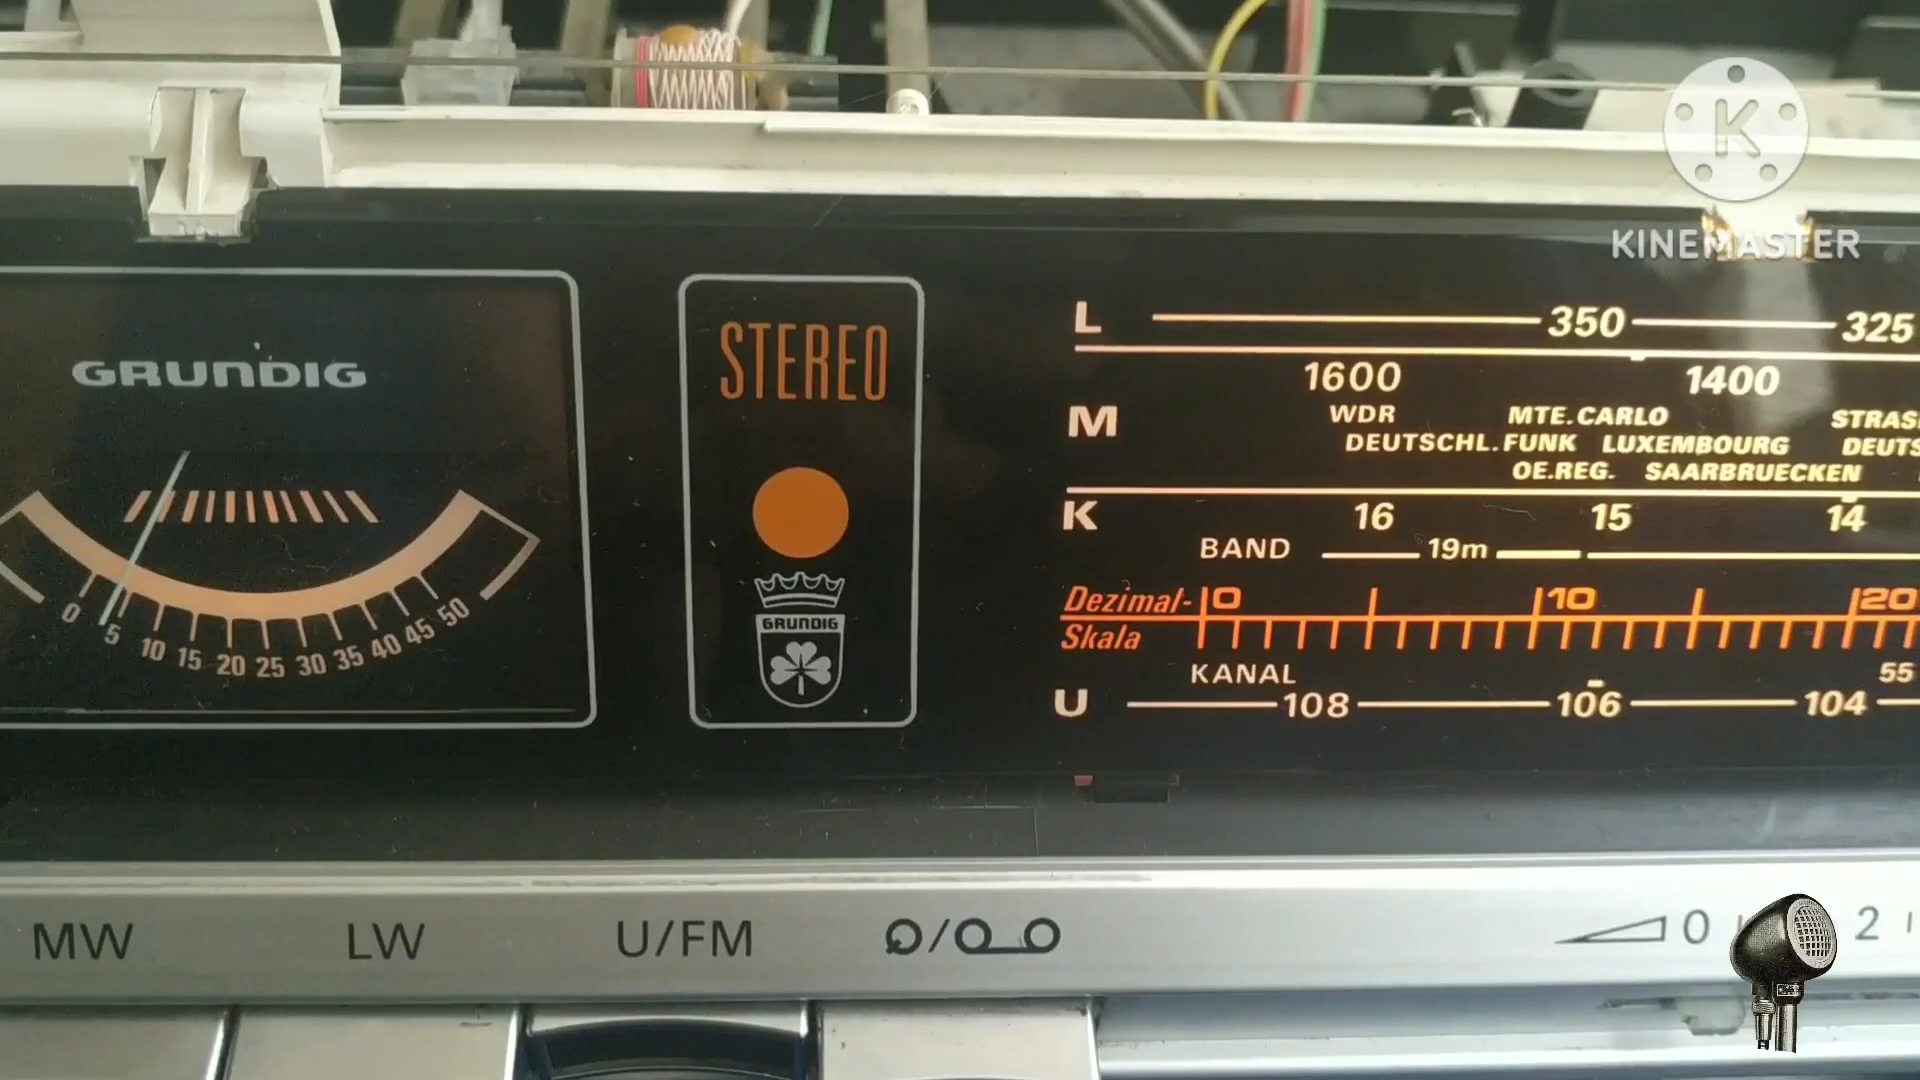 K
KINEMASTER
GRUNDIG
0 5 10 15 20 25 30 35 40 45 50
STEREO
GRUNDIG
L 350 325
1600 1400
M WDR MTE. CARLO
DEUTSCHL. FUNK LUXEMBOURG
OE.REG. SAARBRUECKEN
K 16 15 14
BAND 19m
Dezimal- 0 10 20
Skala
KANAL 55
U 108 106 104
MW LW U/FM 0 2